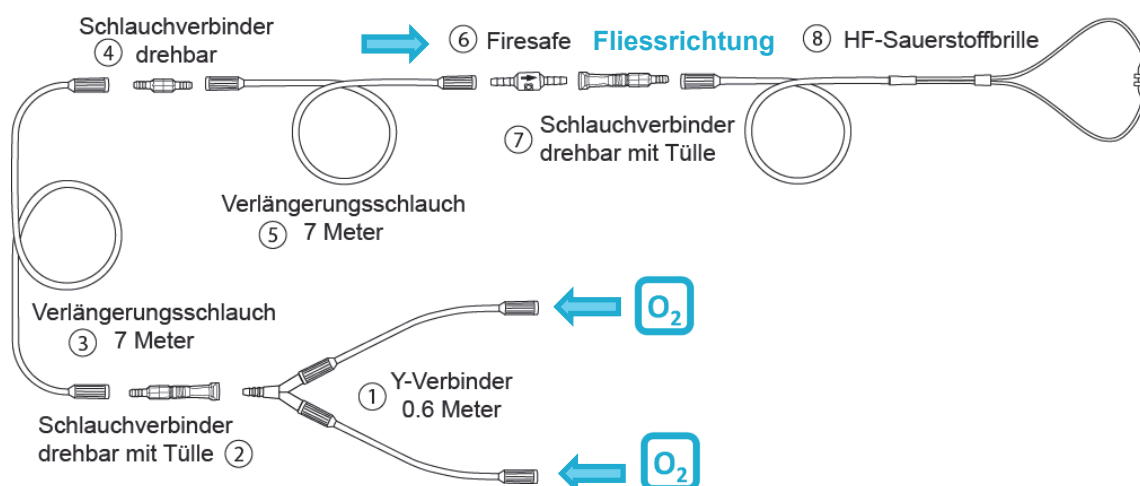 Schlauchverbinder
④ drehbar
⑥ Firesafe
Fliessrichtung
⑧ HF-Sauerstoffbrille
Schlauchverbinder
⑦ drehbar mit Tülle
Verlängerungsschlauch
⑤ 7 Meter
O₂
Verlängerungsschlauch
③ 7 Meter
① Y-Verbinder
0.6 Meter
Schlauchverbinder
drehbar mit Tülle ②
O₂